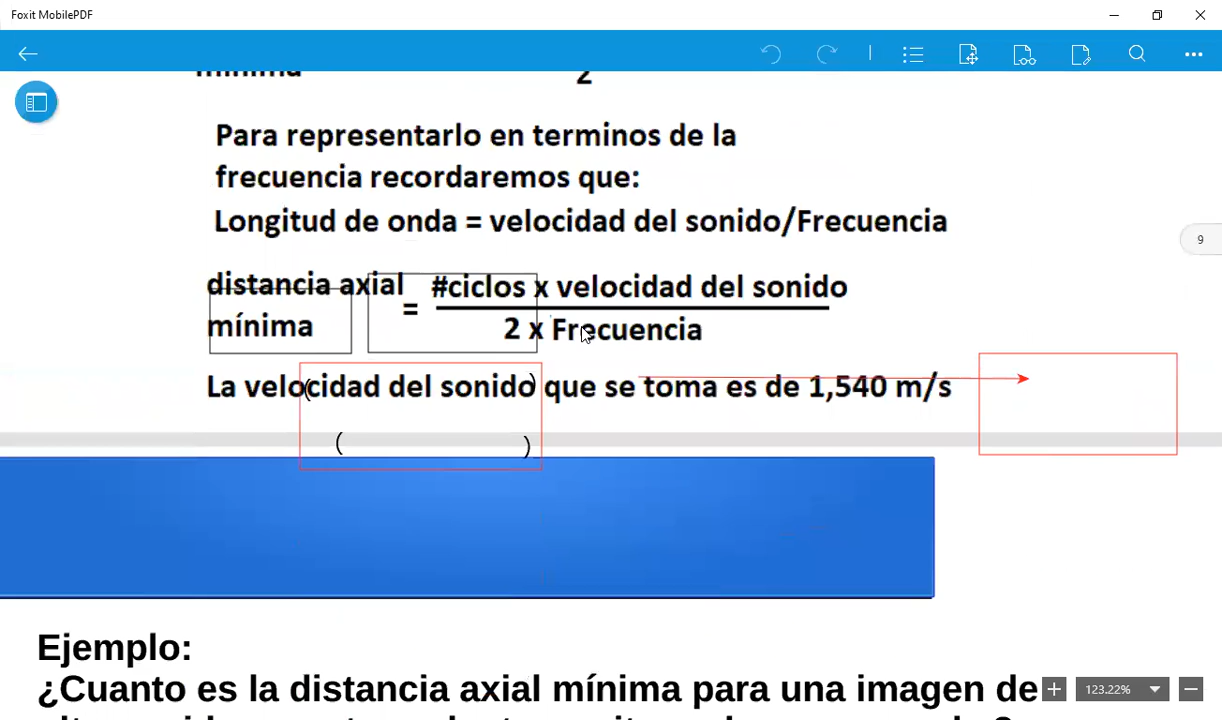 Foxit MobilePDF
mínima
2
Para representarlo en terminos de la
frecuencia recordaremos que:
Longitud de onda = velocidad del sonido/Frecuencia
distancia axial
mínima
=
#ciclos x velocidad del sonido
2 x Frecuencia
La velocidad del sonido que se toma es de 1,540 m/s
( )
( )
9
Ejemplo:
¿Cuanto es la distancia axial mínima para una imagen de
123.22%